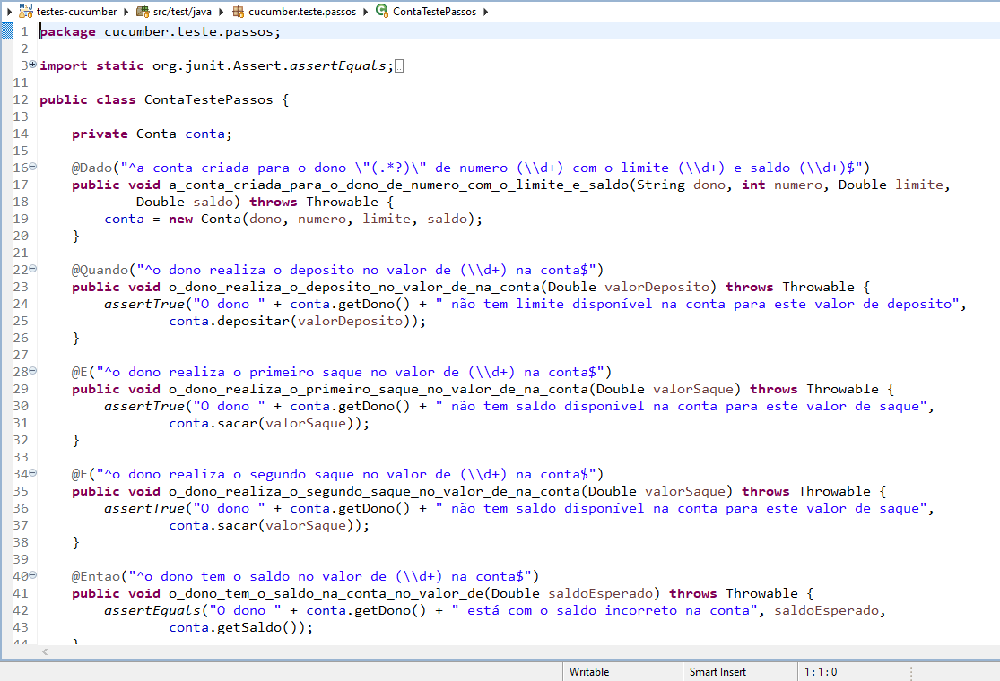 testes-cucumber src/test/java cucumber.teste.passos ContaTestePassos
1 package cucumber.teste.passos;
2
3 import static org.junit.Assert.assertEquals;
11
12 public class ContaTestePassos {
13
14     private Conta conta;
15
16     @Dado("^a conta criada para o dono \"(.*?)\" de numero (\\d+) com o limite (\\d+) e saldo (\\d+)$")
17     public void a_conta_criada_para_o_dono_de_numero_com_o_limite_e_saldo(String dono, int numero, Double limite,
18             Double saldo) throws Throwable {
19         conta = new Conta(dono, numero, limite, saldo);
20     }
21
22     @Quando("^o dono realiza o deposito no valor de (\\d+) na conta$")
23     public void o_dono_realiza_o_deposito_no_valor_de_na_conta(Double valorDeposito) throws Throwable {
24         assertTrue("O dono " + conta.getDono() + " não tem limite disponível na conta para este valor de deposito",
25                 conta.depositar(valorDeposito));
26     }
27
28     @E("^o dono realiza o primeiro saque no valor de (\\d+) na conta$")
29     public void o_dono_realiza_o_primeiro_saque_no_valor_de_na_conta(Double valorSaque) throws Throwable {
30         assertTrue("O dono " + conta.getDono() + " não tem saldo disponível na conta para este valor de saque",
31                 conta.sacar(valorSaque));
32     }
33
34     @E("^o dono realiza o segundo saque no valor de (\\d+) na conta$")
35     public void o_dono_realiza_o_segundo_saque_no_valor_de_na_conta(Double valorSaque) throws Throwable {
36         assertTrue("O dono " + conta.getDono() + " não tem saldo disponível na conta para este valor de saque",
37                 conta.sacar(valorSaque));
38     }
39
40     @Entao("^o dono tem o saldo no valor de (\\d+) na conta$")
41     public void o_dono_tem_o_saldo_na_conta_no_valor_de(Double saldoEsperado) throws Throwable {
42         assertEquals("O dono " + conta.getDono() + " está com o saldo incorreto na conta", saldoEsperado,
43                 conta.getSaldo());
44     }
Writable Smart Insert 1 : 1 : 0